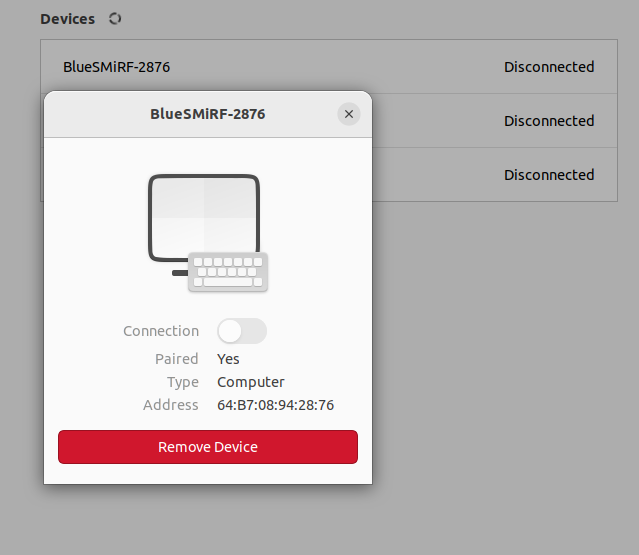 Devices
BlueSMiRF-2876 Disconnected
Disconnected
Disconnected
BlueSMiRF-2876
Connection
Paired Yes
Type Computer
Address 64:B7:08:94:28:76
Remove Device